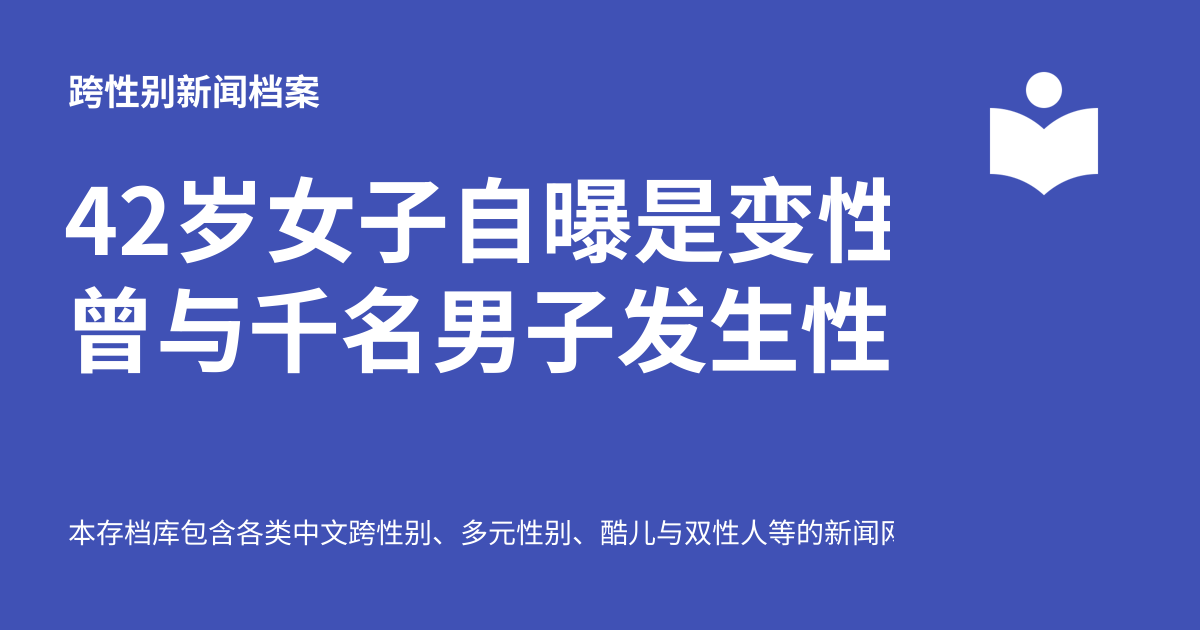 跨性别新闻档案
42岁女子自曝是变性
曾与千名男子发生性
本存档库包含各类中文跨性别、多元性别、酷儿与双性人等的新闻